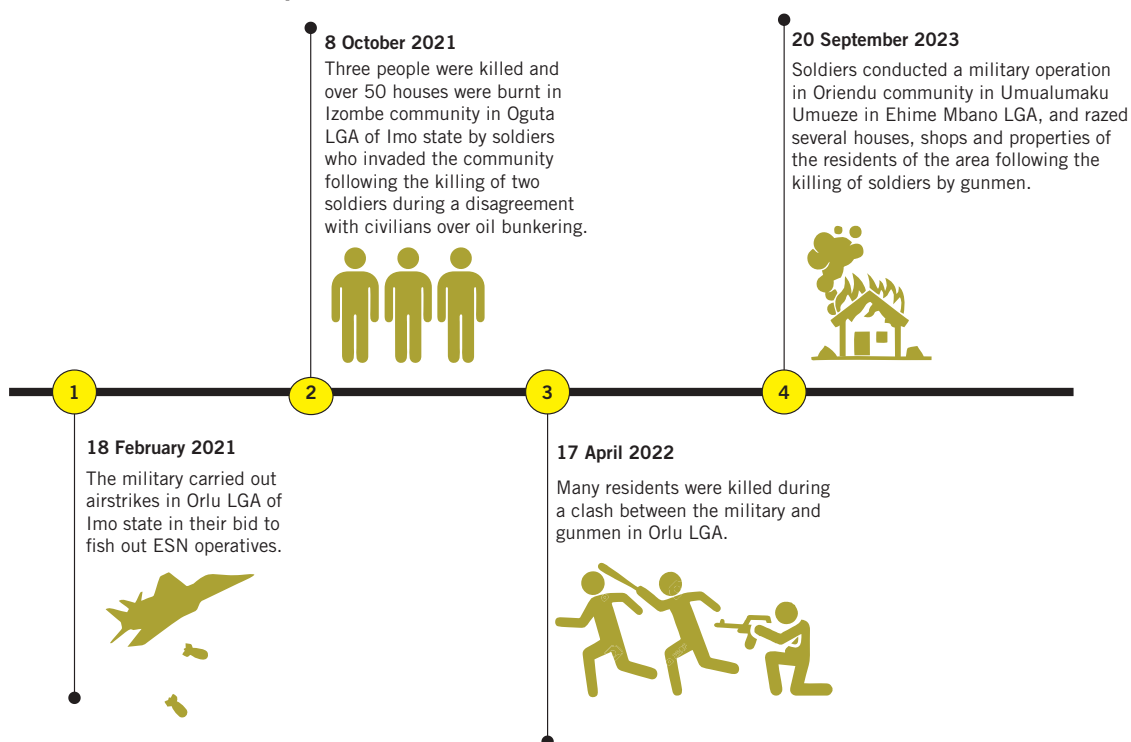 8 October 2021
Three people were killed and
over 50 houses were burnt in
Izombe community in Oguta
LGA of Imo state by soldiers
who invaded the community
following the killing of two
soldiers during a disagreement
with civilians over oil bunkering.
20 September 2023
Soldiers conducted a military operation
in Oriendu community in Umualumaku
Umueze in Ehime Mbano LGA, and razed
several houses, shops and properties of
the residents of the area following the
killing of soldiers by gunmen.
1
2
3
4
18 February 2021
The military carried out
airstrikes in Orlu LGA of
Imo state in their bid to
fish out ESN operatives.
17 April 2022
Many residents were killed during
a clash between the military and
gunmen in Orlu LGA.